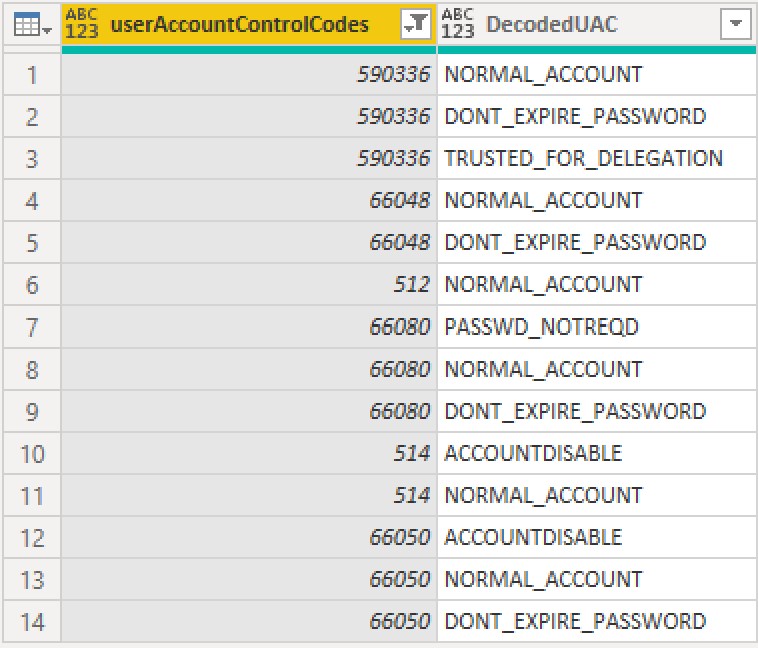 ABC 123 userAccountControlCodes ABC 123 DecodedUAC
1 590336 NORMAL_ACCOUNT
2 590336 DONT_EXPIRE_PASSWORD
3 590336 TRUSTED_FOR_DELEGATION
4 66048 NORMAL_ACCOUNT
5 66048 DONT_EXPIRE_PASSWORD
6 512 NORMAL_ACCOUNT
7 66080 PASSWD_NOTREQD
8 66080 NORMAL_ACCOUNT
9 66080 DONT_EXPIRE_PASSWORD
10 514 ACCOUNTDISABLE
11 514 NORMAL_ACCOUNT
12 66050 ACCOUNTDISABLE
13 66050 NORMAL_ACCOUNT
14 66050 DONT_EXPIRE_PASSWORD